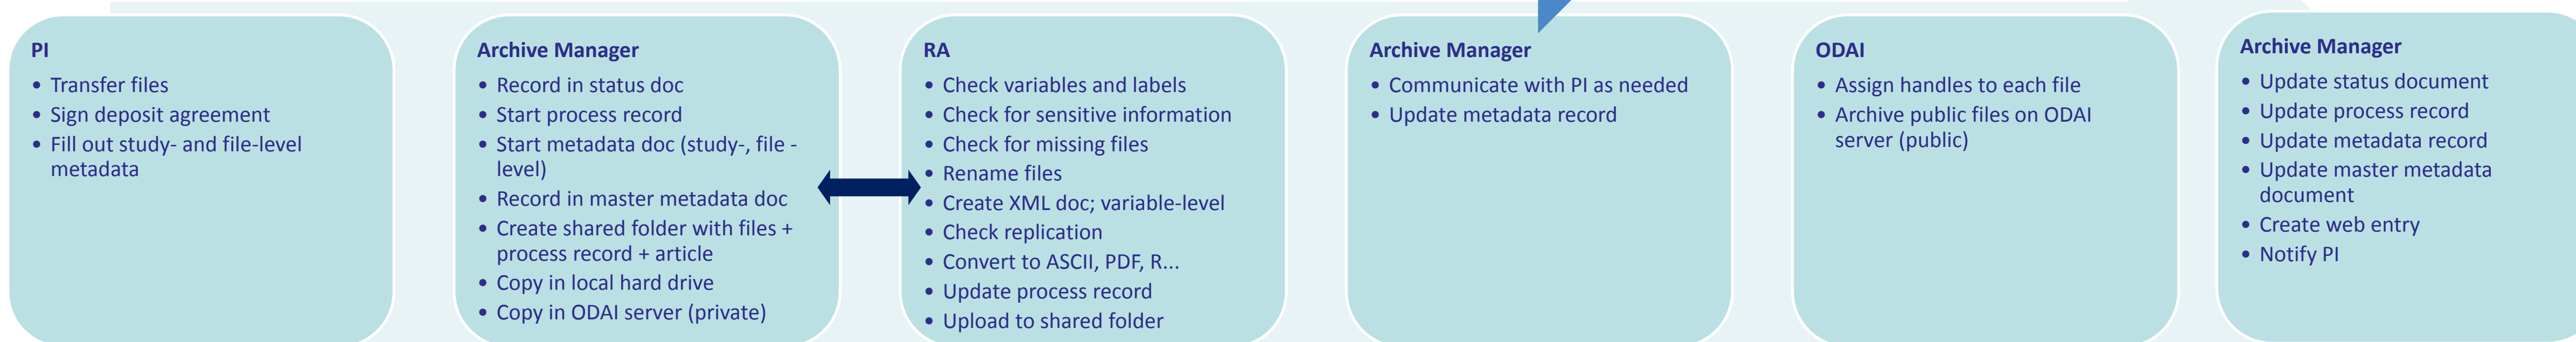 PI
• Transfer files
• Sign deposit agreement
• Fill out study- and file-level
metadata
Archive Manager
• Record in status doc
• Start process record
• Start metadata doc (study-, file -
level)
• Record in master metadata doc
• Create shared folder with files +
process record + article
• Copy in local hard drive
• Copy in ODAI server (private)
RA
• Check variables and labels
• Check for sensitive information
• Check for missing files
• Rename files
• Create XML doc; variable-level
• Check replication
• Convert to ASCII, PDF, R...
• Update process record
• Upload to shared folder
Archive Manager
• Communicate with PI as needed
• Update metadata record
ODAI
• Assign handles to each file
• Archive public files on ODAI
server (public)
Archive Manager
• Update status document
• Update process record
• Update metadata record
• Update master metadata
document
• Create web entry
• Notify PI